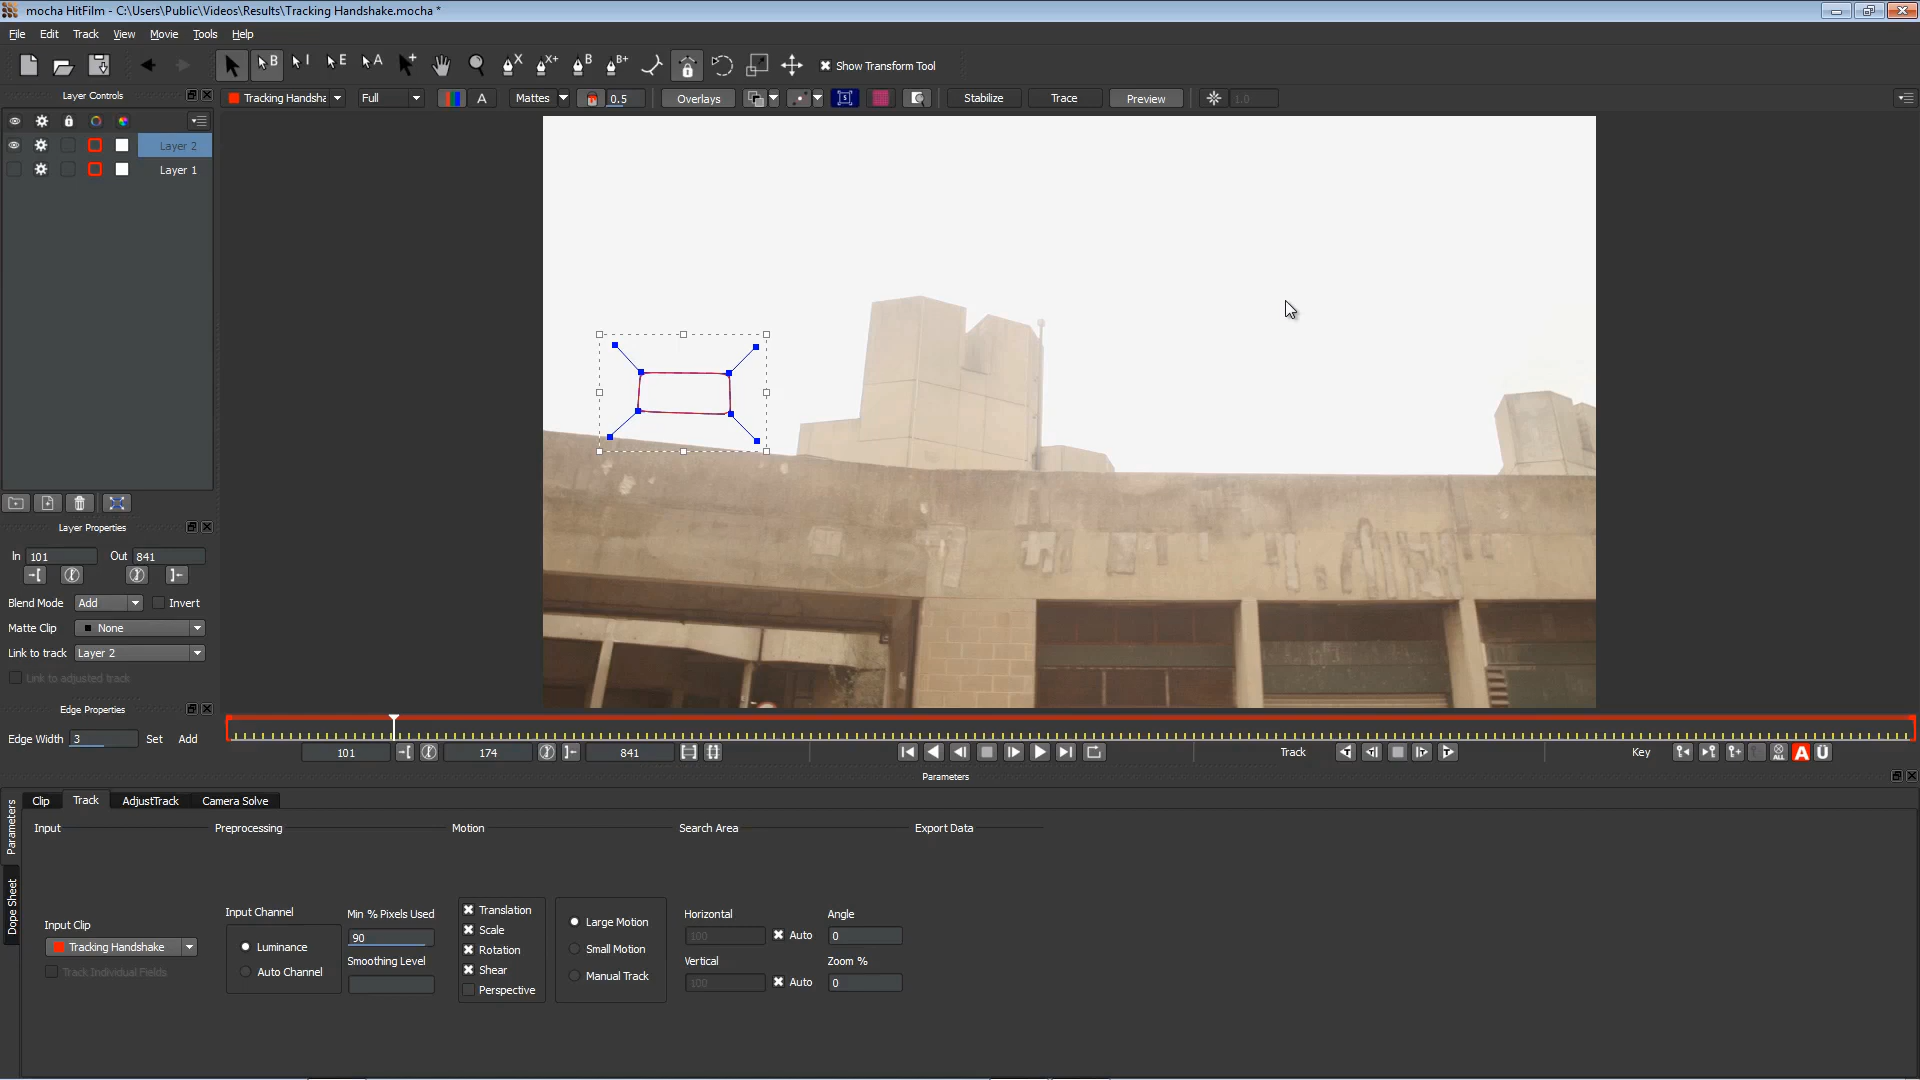 mocha HitFilm - C:\Users\Public\Videos\Results\Tracking Handshake.mocha *
File Edit Track View Movie Tools Help
B I E A X X+ B B+ Show Transform Tool
Layer Controls
Tracking Handsha Full A Mattes 0.5 Overlays S Stabilize Trace Preview 1.0
Layer 2
Layer 1
Layer Properties
In 101 Out 841
Blend Mode Add Invert
Matte Clip None
Link to track Layer 2
Link to adjusted track
Edge Properties
Edge Width 3 Set Add
101 174 841 Track Key ALL A Ü
Parameters
Parameters
Dope Sheet
Clip Track AdjustTrack Camera Solve
Input Preprocessing Motion Search Area Export Data
Input Clip
Tracking Handshake
Track Individual Fields
Input Channel
Luminance
Auto Channel
Min % Pixels Used
90
Smoothing Level
Translation
Scale
Rotation
Shear
Perspective
Large Motion
Small Motion
Manual Track
Horizontal Angle
100 Auto 0
Vertical Zoom %
100 Auto 0